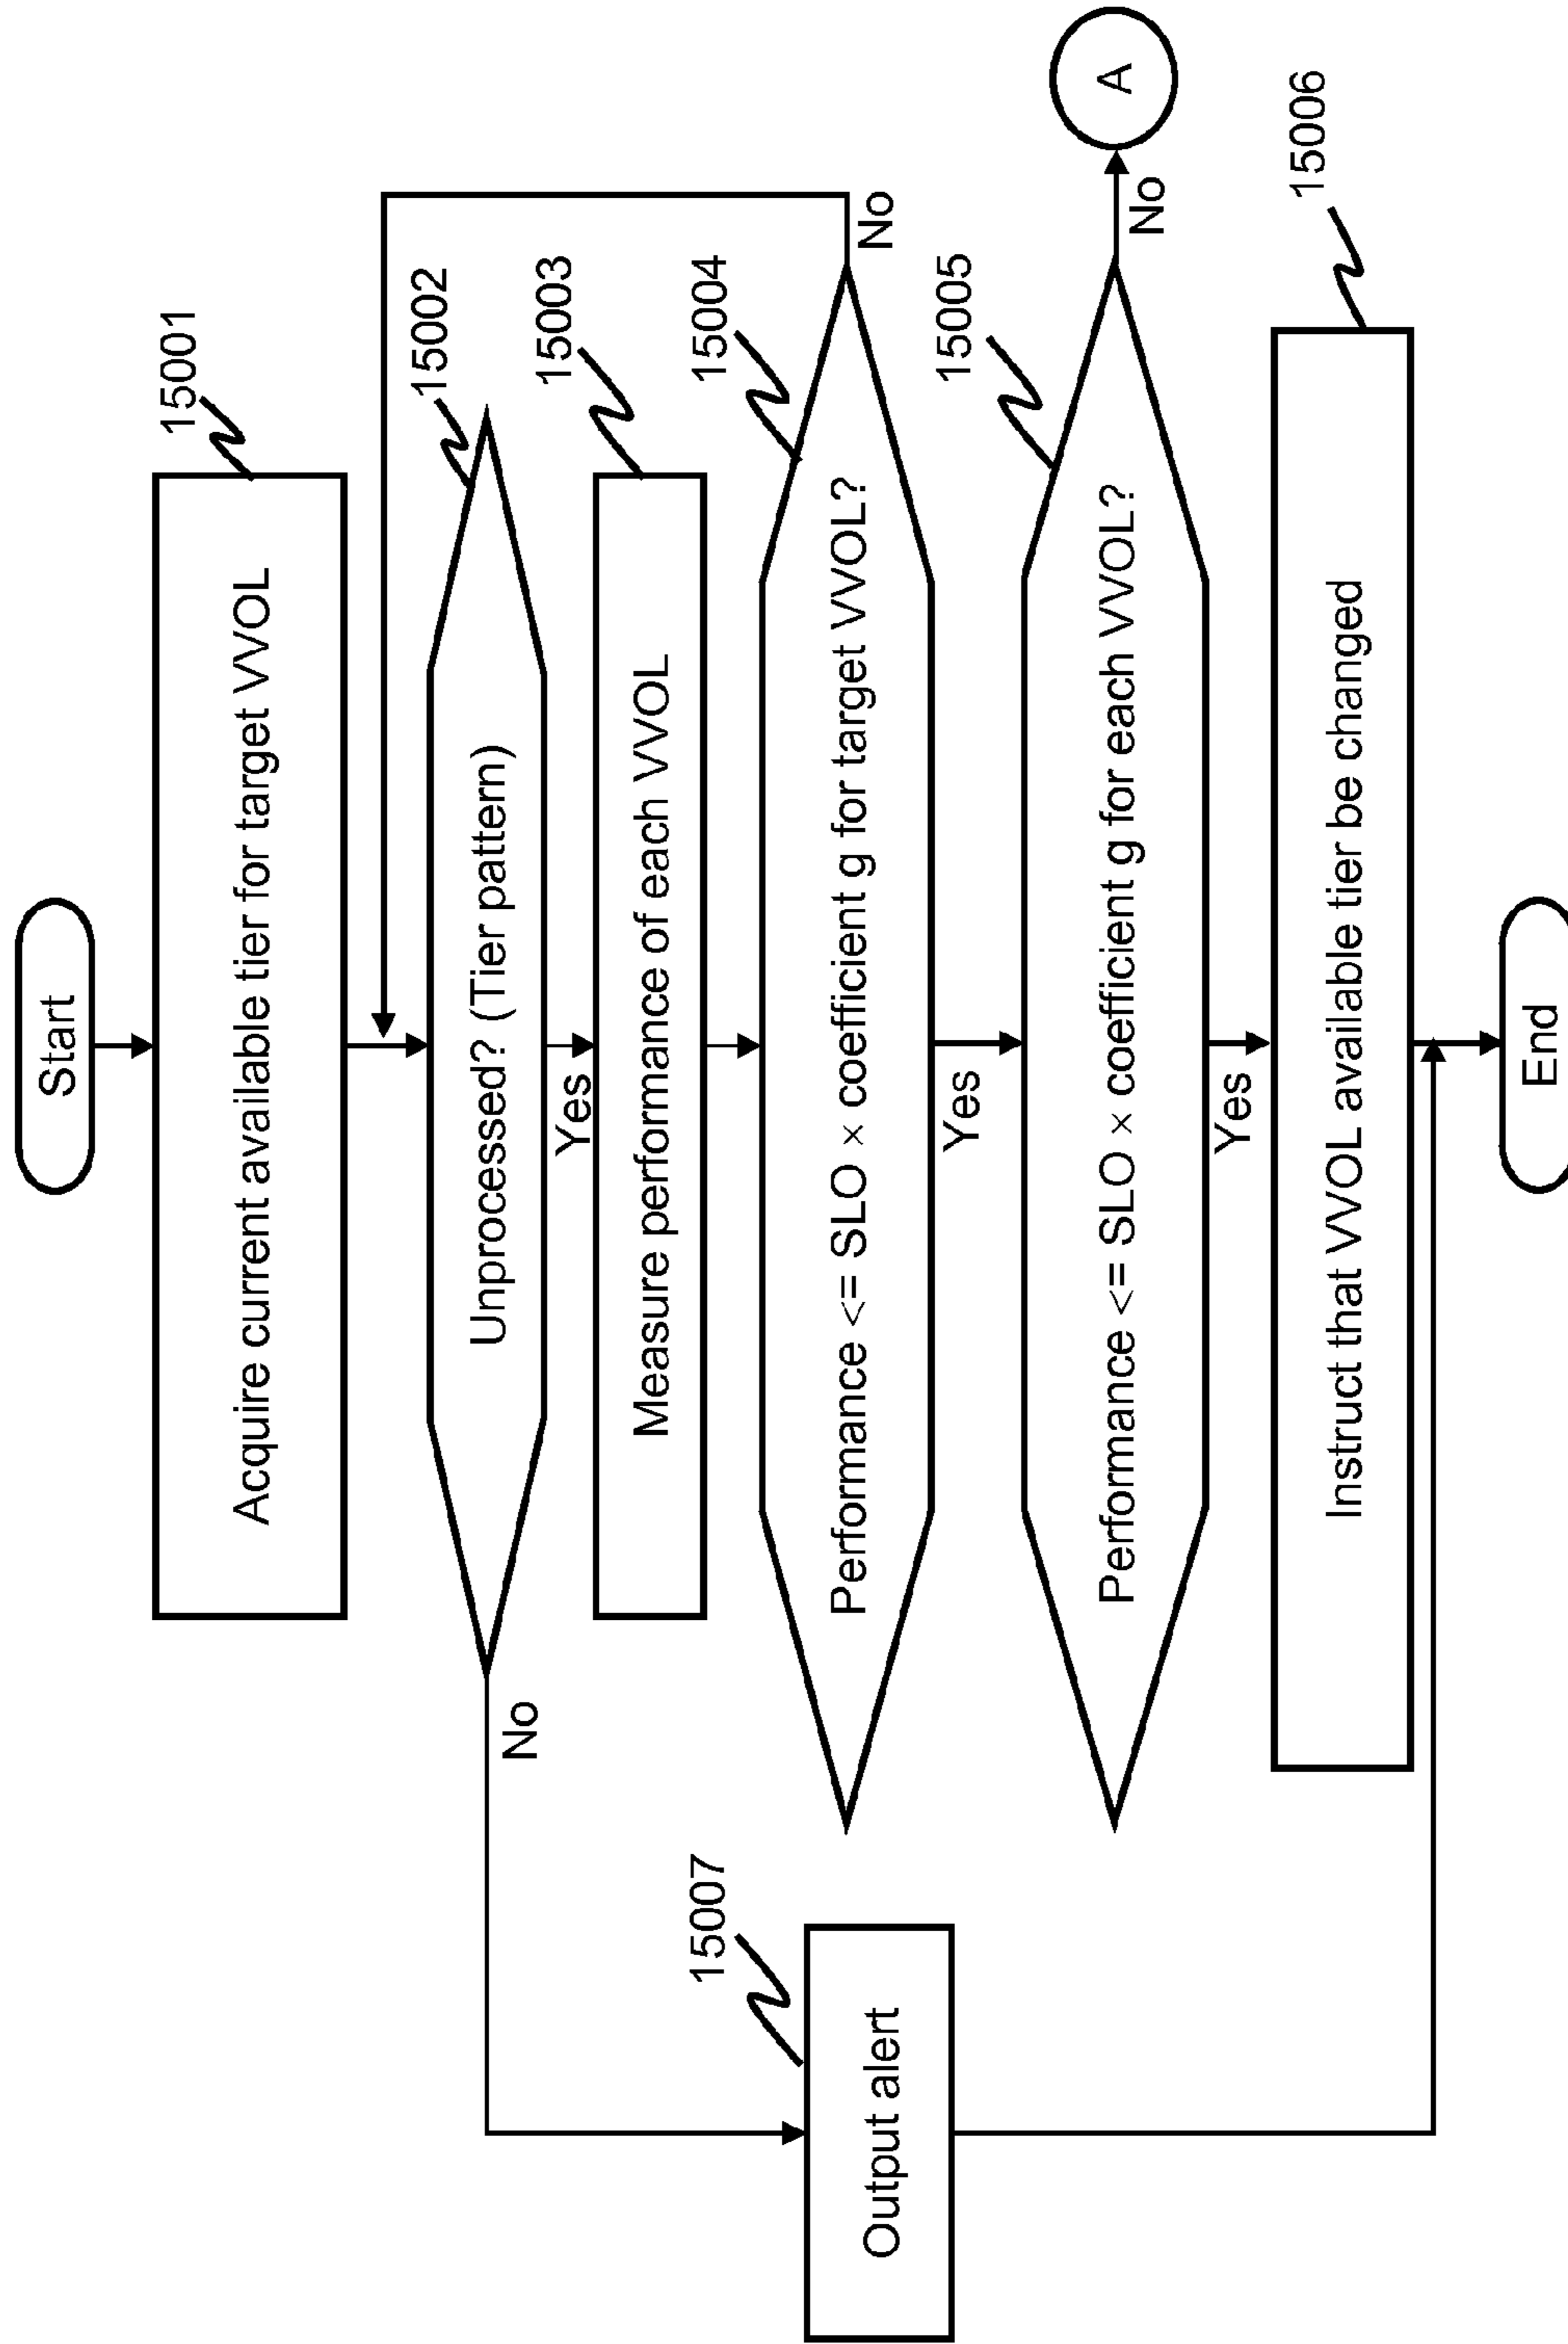 Start
15001
Acquire current available tier for target VVOL
15002
Unprocessed? (Tier pattern)
No
Yes
15003
Measure performance of each VVOL
15004
Performance <= SLO × coefficient g for target VVOL?
No
Yes
15005
Performance <= SLO × coefficient g for each VVOL?
No
A
Yes
15006
Instruct that VVOL available tier be changed
15007
Output alert
End